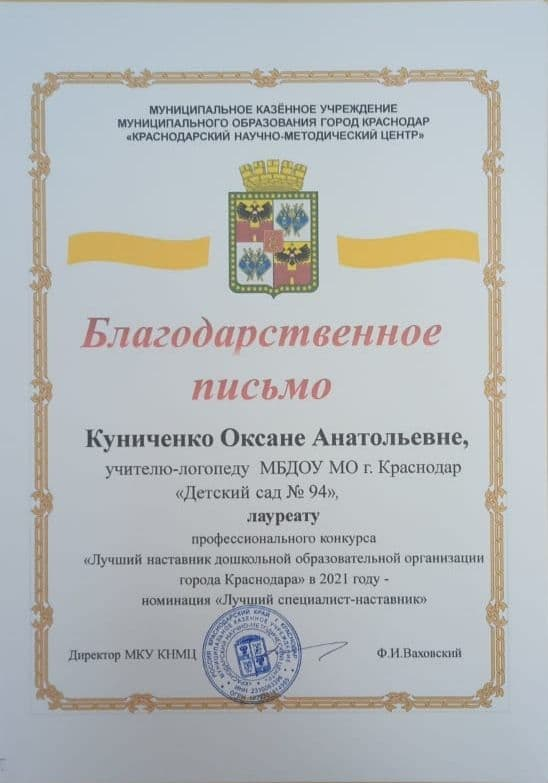 МУНИЦИПАЛЬНОЕ КАЗЁННОЕ УЧРЕЖДЕНИЕ
МУНИЦИПАЛЬНОГО ОБРАЗОВАНИЯ ГОРОД КРАСНОДАР
«КРАСНОДАРСКИЙ НАУЧНО-МЕТОДИЧЕСКИЙ ЦЕНТР»
Благодарственное
письмо
Куниченко Оксане Анатольевне,
учителю-логопеду МБДОУ МО г. Краснодар
«Детский сад № 94»,
лауреату
профессионального конкурса
«Лучший наставник дошкольной образовательной организации
города Краснодара» в 2021 году -
номинация «Лучший специалист-наставник»
Директор МКУ КНМЦ
Ф.И.Ваховский